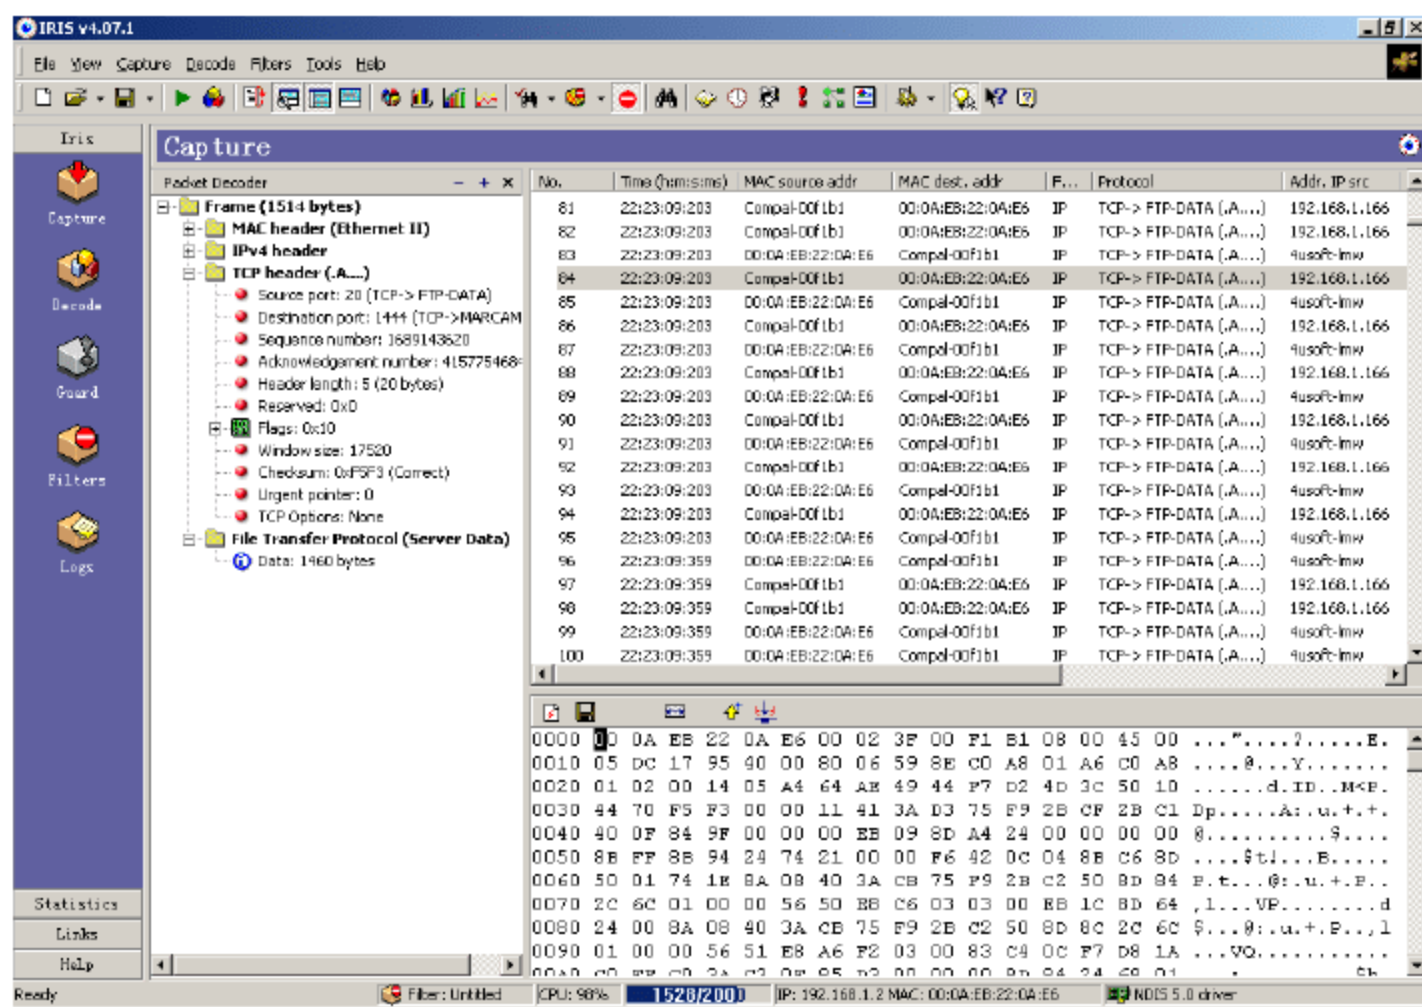 IRIS v4.07.1
File View Capture Decode Filters Tools Help
Iris
Capture
Decode
Guard
Filters
Logs
Statistics
Links
Help
Capture
Packet Decoder
Frame (1514 bytes)
MAC header (Ethernet II)
IPv4 header
TCP header (.A....)
Source port: 20 (TCP-> FTP-DATA)
Destination port: 1444 (TCP->MARCAM
Sequence number: 1689143620
Acknowledgement number: 415775468
Header length: 5 (20 bytes)
Reserved: 0x0
Flags: 0x10
Window size: 17520
Checksum: 0xF5F3 (Correct)
Urgent pointer: 0
TCP Options: None
File Transfer Protocol (Server Data)
Data: 1460 bytes
No. Time (h:m:s:ms) MAC source addr MAC dest. addr F... Protocol Addr. IP src
81 22:23:09:203 Compal-00f1b1 00:0A:EB:22:0A:E6 IP TCP-> FTP-DATA (.A....) 192.168.1.166
82 22:23:09:203 Compal-00f1b1 00:0A:EB:22:0A:E6 IP TCP-> FTP-DATA (.A....) 192.168.1.166
83 22:23:09:203 00:0A:EB:22:0A:E6 Compal-00f1b1 IP TCP-> FTP-DATA (.A....) 4usoft-lmw
84 22:23:09:203 Compal-00f1b1 00:0A:EB:22:0A:E6 IP TCP-> FTP-DATA (.A....) 192.168.1.166
85 22:23:09:203 00:0A:EB:22:0A:E6 Compal-00f1b1 IP TCP-> FTP-DATA (.A....) 4usoft-lmw
86 22:23:09:203 Compal-00f1b1 00:0A:EB:22:0A:E6 IP TCP-> FTP-DATA (.A....) 192.168.1.166
87 22:23:09:203 00:0A:EB:22:0A:E6 Compal-00f1b1 IP TCP-> FTP-DATA (.A....) 4usoft-lmw
88 22:23:09:203 Compal-00f1b1 00:0A:EB:22:0A:E6 IP TCP-> FTP-DATA (.A....) 192.168.1.166
89 22:23:09:203 00:0A:EB:22:0A:E6 Compal-00f1b1 IP TCP-> FTP-DATA (.A....) 4usoft-lmw
90 22:23:09:203 Compal-00f1b1 00:0A:EB:22:0A:E6 IP TCP-> FTP-DATA (.A....) 192.168.1.166
91 22:23:09:203 00:0A:EB:22:0A:E6 Compal-00f1b1 IP TCP-> FTP-DATA (.A....) 4usoft-lmw
92 22:23:09:203 Compal-00f1b1 00:0A:EB:22:0A:E6 IP TCP-> FTP-DATA (.A....) 192.168.1.166
93 22:23:09:203 00:0A:EB:22:0A:E6 Compal-00f1b1 IP TCP-> FTP-DATA (.A....) 4usoft-lmw
94 22:23:09:203 Compal-00f1b1 00:0A:EB:22:0A:E6 IP TCP-> FTP-DATA (.A....) 192.168.1.166
95 22:23:09:203 00:0A:EB:22:0A:E6 Compal-00f1b1 IP TCP-> FTP-DATA (.A....) 4usoft-lmw
96 22:23:09:359 00:0A:EB:22:0A:E6 Compal-00f1b1 IP TCP-> FTP-DATA (.A....) 4usoft-lmw
97 22:23:09:359 Compal-00f1b1 00:0A:EB:22:0A:E6 IP TCP-> FTP-DATA (.A....) 192.168.1.166
98 22:23:09:359 Compal-00f1b1 00:0A:EB:22:0A:E6 IP TCP-> FTP-DATA (.A....) 192.168.1.166
99 22:23:09:359 00:0A:EB:22:0A:E6 Compal-00f1b1 IP TCP-> FTP-DATA (.A....) 4usoft-lmw
100 22:23:09:359 00:0A:EB:22:0A:E6 Compal-00f1b1 IP TCP-> FTP-DATA (.A....) 4usoft-lmw
0000 00 0A EB 22 0A E6 00 02 3F 00 F1 B1 08 00 45 00 ..."....?.....E.
0010 05 DC 17 95 40 00 80 06 59 8E C0 A8 01 A6 C0 A8 ....@...Y.......
0020 01 02 00 14 05 A4 64 AE 49 44 F7 D2 4D 3C 50 10 ......d.ID..M<P.
0030 44 70 F5 F3 00 00 11 41 3A D3 75 F9 2B CF 2B C1 Dp.....A:.u.+.+.
0040 40 0F 84 9F 00 00 00 EB 09 8D A4 24 00 00 00 00 @..........$....
0050 8B FF 8B 94 24 74 21 00 00 F6 42 0C 04 8B C6 8D ....$t!...B.....
0060 50 01 74 1E 8A 08 40 3A CB 75 F9 2B C2 50 8D 84 P.t...@:.u.+.P..
0070 2C 6C 01 00 00 56 50 E8 C6 03 03 00 EB 1C 8D 64 ,l...VP........d
0080 24 00 8A 08 40 3A CB 75 F9 2B C2 50 8D 8C 2C 6C $...@:.u.+.P..,l
0090 01 00 00 56 51 E8 A6 F2 03 00 83 C4 0C F7 D8 1A ...VQ...........
Ready Filter: Untitled CPU: 98% 1528/2000 IP: 192.168.1.2 MAC: 00:0A:EB:22:0A:E6 NDIS 5.0 driver